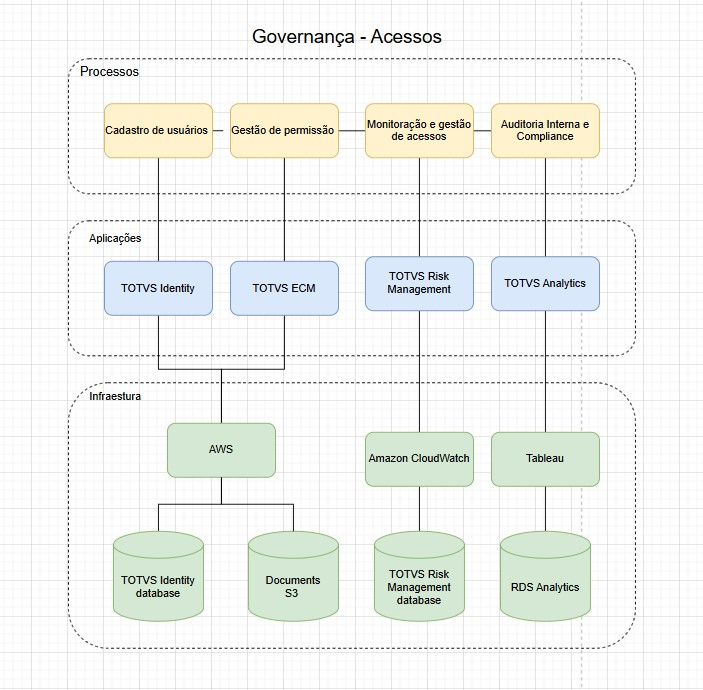 Governança - Acessos
Processos
Cadastro de usuários
Gestão de permissão
Monitoração e gestão
de acessos
Auditoria Interna e
Compliance
Aplicações
TOTVS Identity
TOTVS ECM
TOTVS Risk
Management
TOTVS Analytics
Infraestura
AWS
Amazon CloudWatch
Tableau
TOTVS Identity
database
Documents
S3
TOTVS Risk
Management
database
RDS Analytics